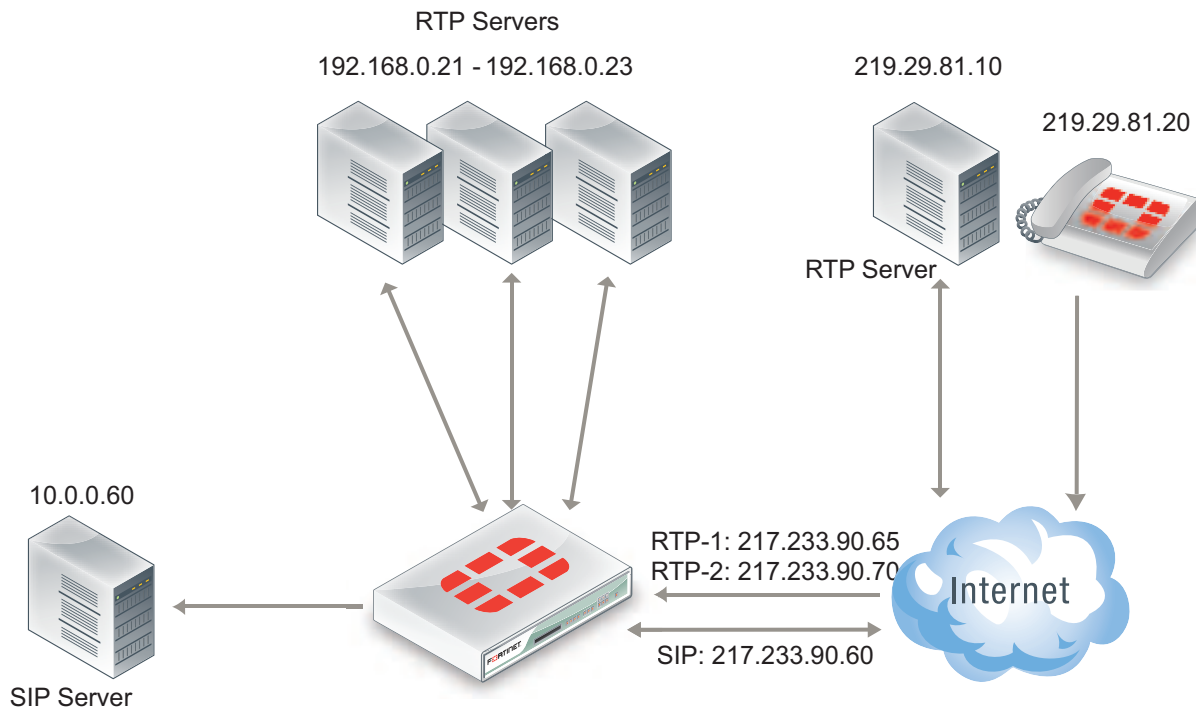 RTP Servers
192.168.0.21 - 192.168.0.23
219.29.81.10
219.29.81.20
RTP Server
10.0.0.60
RTP-1: 217.233.90.65
RTP-2: 217.233.90.70
Internet
FORTINET
SIP: 217.233.90.60
SIP Server